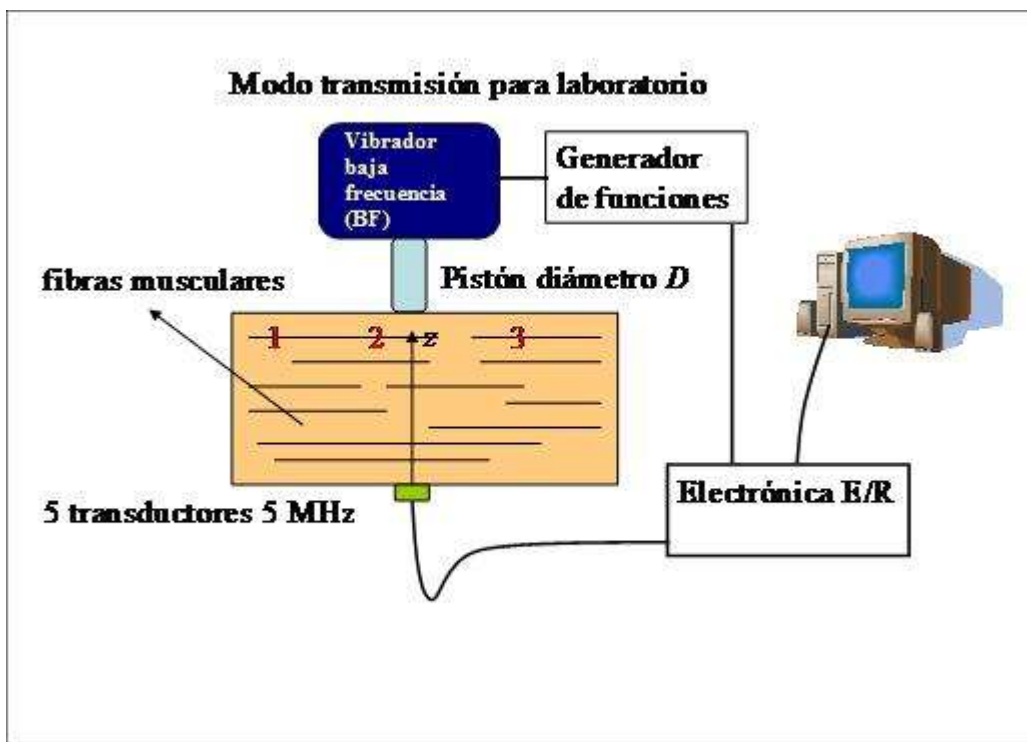 Modo transmisión para laboratorio
Vibrador
baja
frecuencia
(BF)
Generador
de funciones
fibras musculares
Pistón diámetro D
1 2 z 3
5 transductores 5 MHz
Electrónica E/R